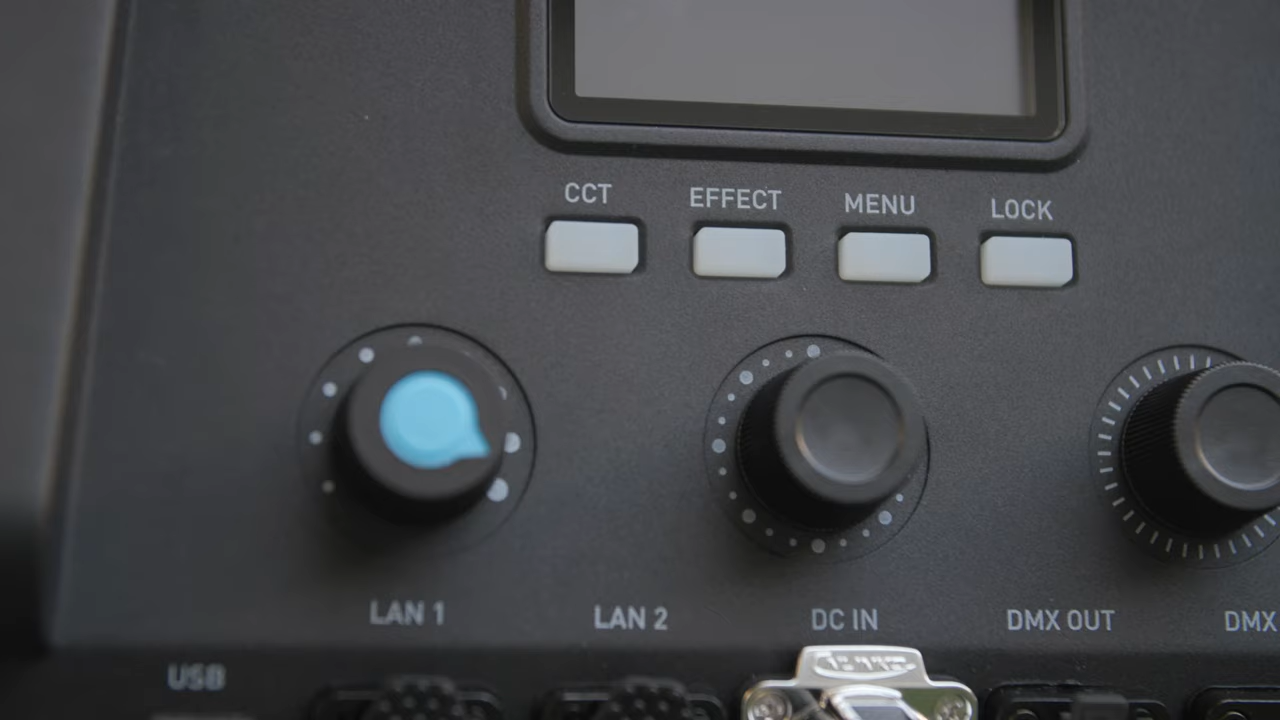 CCT EFFECT MENU LOCK
LAN 1 LAN 2 DC IN DMX OUT DMX
USB